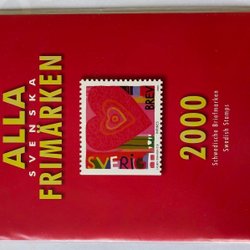 ALLA
SVENSKA
FRIMÄRKEN
BREV
SVERIGE
2000
Schwedische Briefmarken
Swedish Stamps